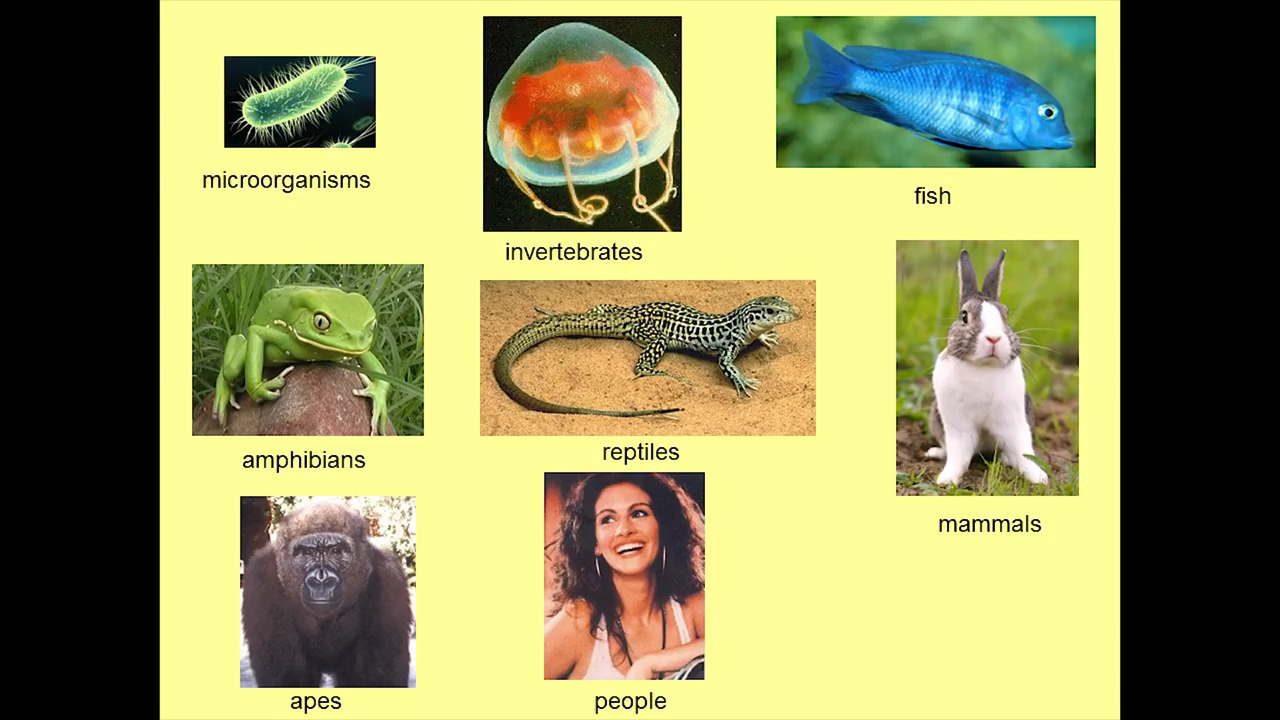 microorganisms
invertebrates
fish
amphibians
reptiles
mammals
apes
people